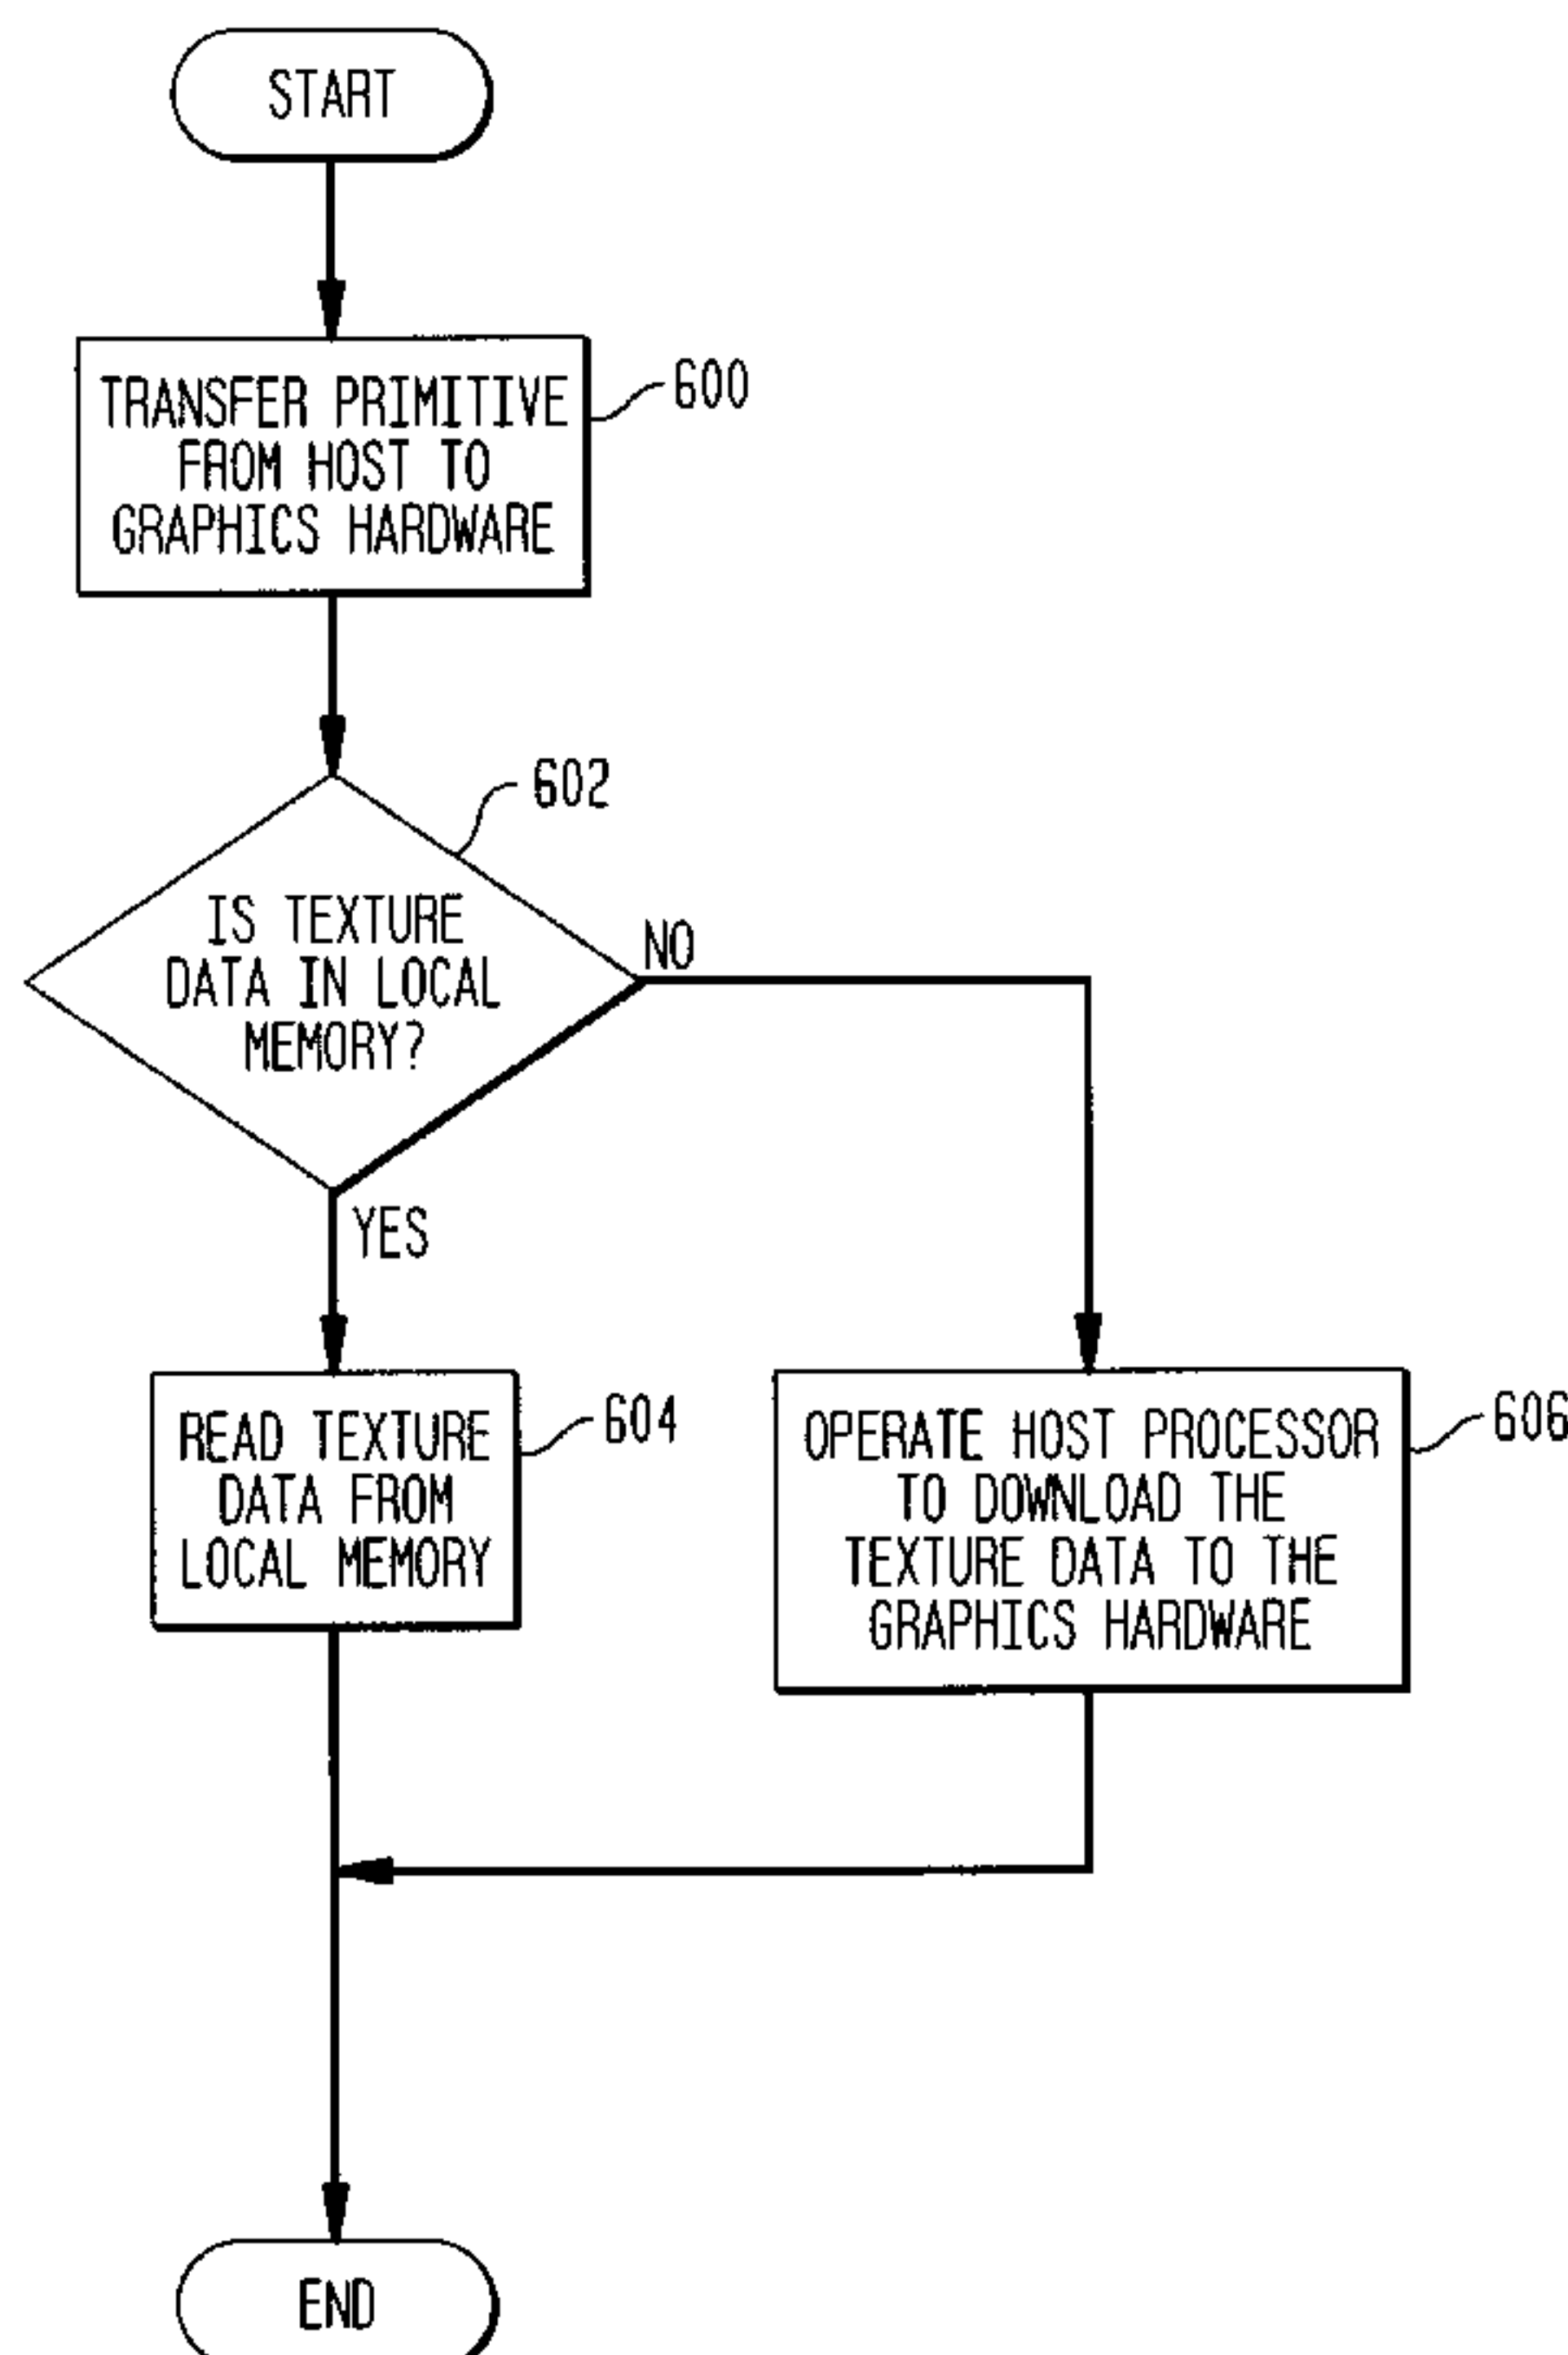 START
TRANSFER PRIMITIVE
FROM HOST TO
GRAPHICS HARDWARE
600
602
IS TEXTURE
DATA IN LOCAL
MEMORY?
NO
YES
READ TEXTURE
DATA FROM
LOCAL MEMORY
604
OPERATE HOST PROCESSOR
TO DOWNLOAD THE
TEXTURE DATA TO THE
GRAPHICS HARDWARE
606
END